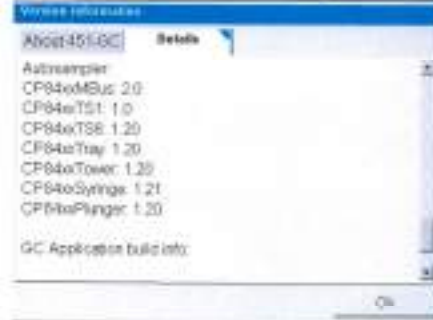 Version Information
About 451-GC Details
Autosampler
CP84xxMBus: 2.0
CP84xxTS1: 1.0
CP84xxTS8: 1.20
CP84xxTray: 1.20
CP84xxTower: 1.20
CP84xxSyringe: 1.21
CP84xxPlunger: 1.20
GC Application build info:
Ok